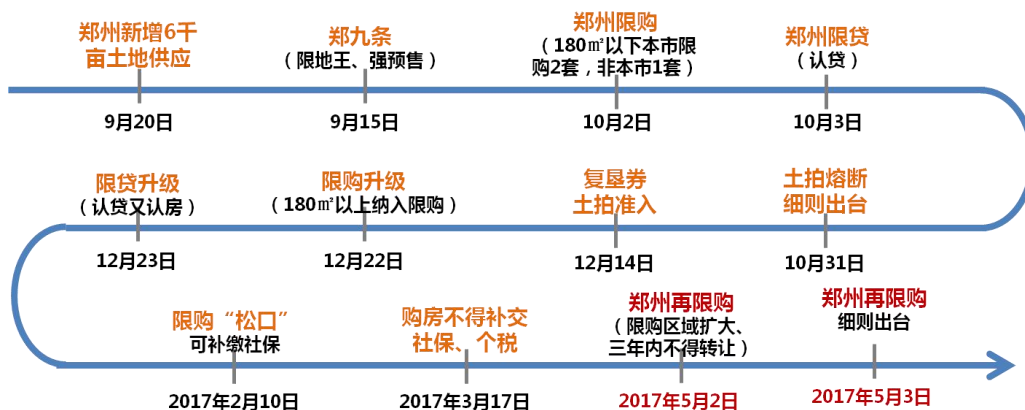 郑州新增6千
亩土地供应
9月20日
郑九条
（限地王、强预售）
9月15日
郑州限购
（180㎡以下本市限
购2套，非本市1套）
10月2日
郑州限贷
（认贷）
10月3日
土拍熔断
细则出台
10月31日
复垦券
土拍准入
12月14日
限购升级
（180㎡以上纳入限购）
12月22日
限贷升级
（认贷又认房）
12月23日
限购“松口”
可补缴社保
2017年2月10日
购房不得补交
社保、个税
2017年3月17日
郑州再限购
（限购区域扩大、
三年内不得转让）
2017年5月2日
郑州再限购
细则出台
2017年5月3日